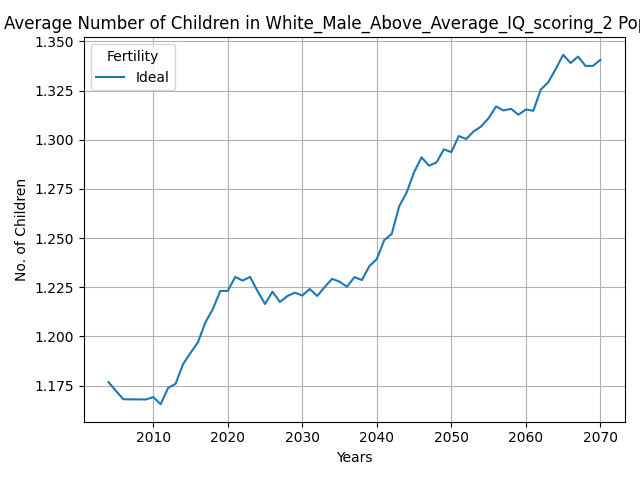 Average Number of Children in White_Male_Above_Average_IQ_scoring_2 Po
Fertility
Ideal
1.350
1.325
1.300
1.275
1.250
1.225
1.200
1.175
No. of Children
2010 2020 2030 2040 2050 2060 2070
Years